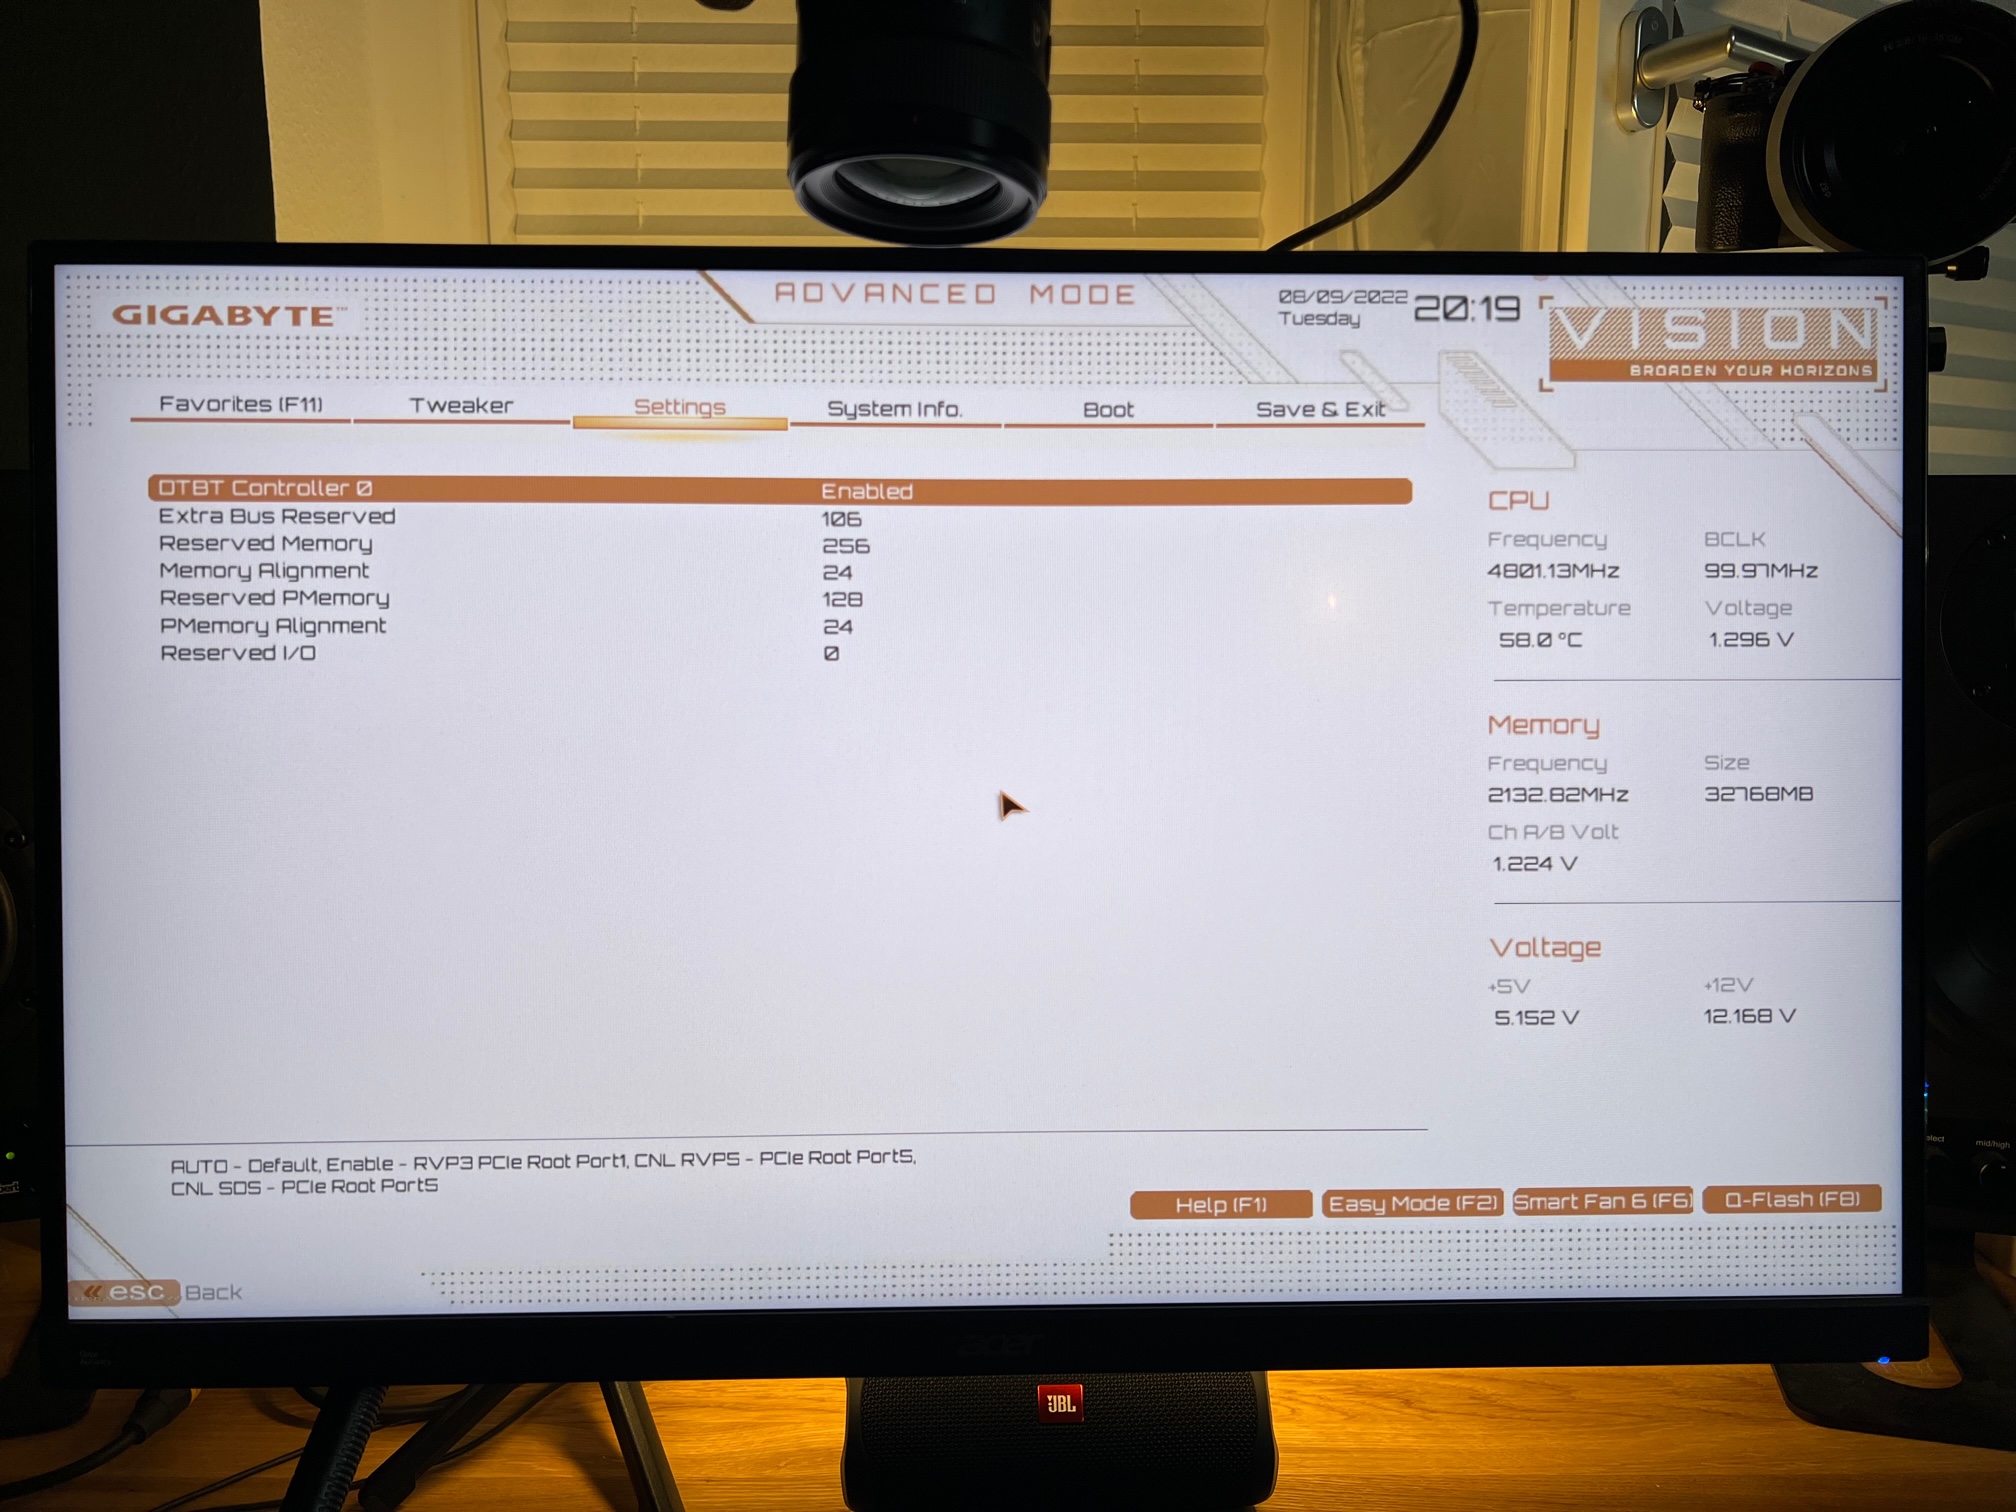 GIGABYTE™
ADVANCED MODE
08/09/2022
Tuesday
20:19
VISION
BROADEN YOUR HORIZONS
Favorites (F11)
Tweaker
Settings
System Info.
Boot
Save & Exit
DTBT Controller 0 Enabled
Extra Bus Reserved 106
Reserved Memory 256
Memory Alignment 24
Reserved PMemory 128
PMemory Alignment 24
Reserved I/O 0
CPU
Frequency BCLK
4801.13MHz 99.97MHz
Temperature Voltage
58.0 °C 1.296 V
Memory
Frequency Size
2132.82MHz 32768MB
Ch A/B Volt
1.224 V
Voltage
+5V +12V
5.152 V 12.168 V
AUTO - Default, Enable - RVP3 PCIe Root Port1, CNL RVP5 - PCIe Root Port5,
CNL SDS - PCIe Root Port5
Help (F1)
Easy Mode (F2)
Smart Fan 6 (F6)
Q-Flash (F8)
« esc Back
acer
JBL
mid/high